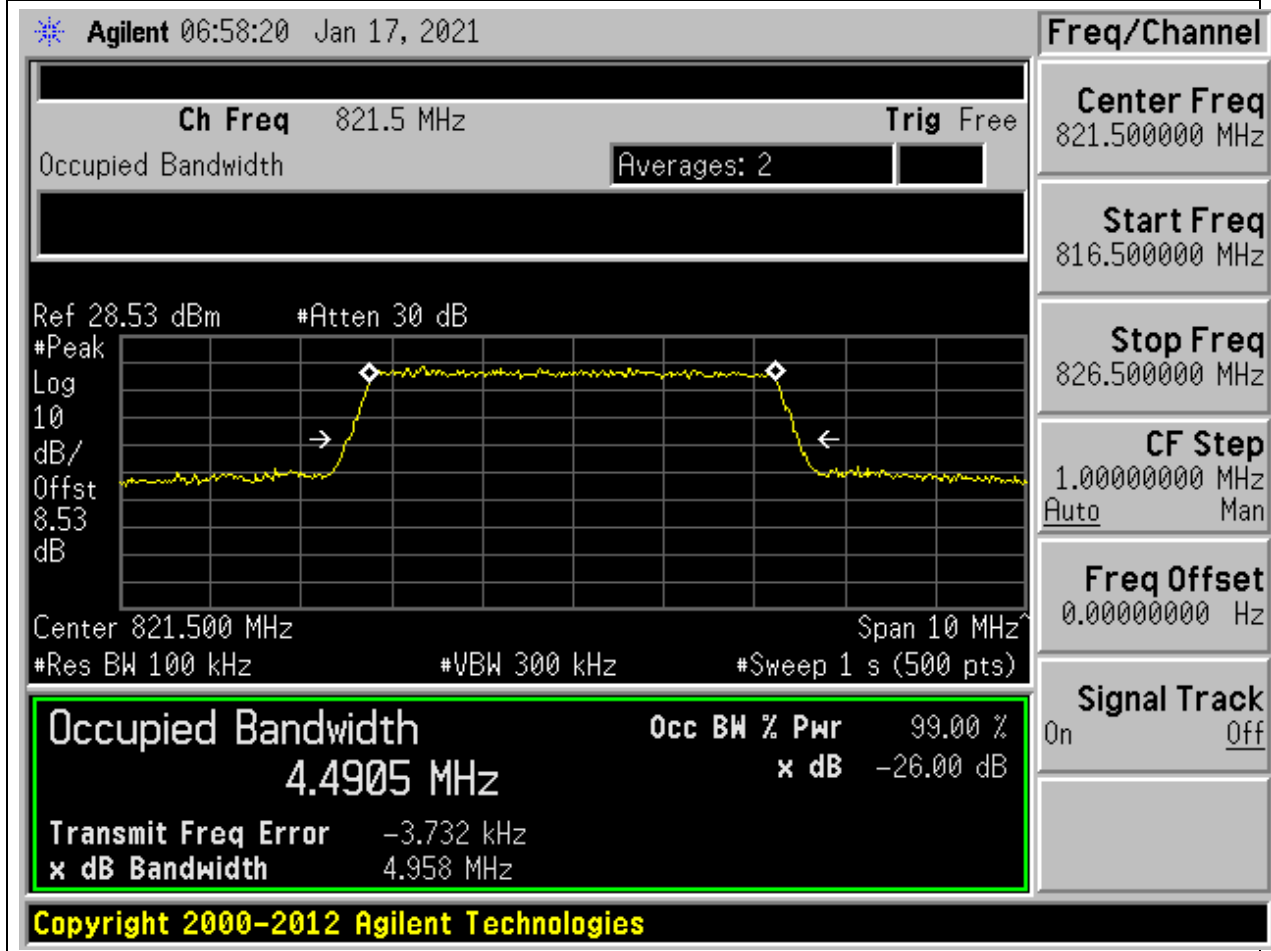 Agilent 06:58:20 Jan 17, 2021
Freq/Channel
Ch Freq 821.5 MHz Trig Free
Occupied Bandwidth Averages: 2
Ref 28.53 dBm #Atten 30 dB
#Peak
Log
10
dB/
Offst
8.53
dB
Center 821.500 MHz Span 10 MHz^
#Res BW 100 kHz #VBW 300 kHz #Sweep 1 s (500 pts)
Occupied Bandwidth Occ BW % Pwr 99.00 %
4.4905 MHz x dB -26.00 dB
Transmit Freq Error -3.732 kHz
x dB Bandwidth 4.958 MHz
Copyright 2000-2012 Agilent Technologies
Center Freq
821.500000 MHz
Start Freq
816.500000 MHz
Stop Freq
826.500000 MHz
CF Step
1.00000000 MHz
Auto Man
Freq Offset
0.00000000 Hz
Signal Track
On Off